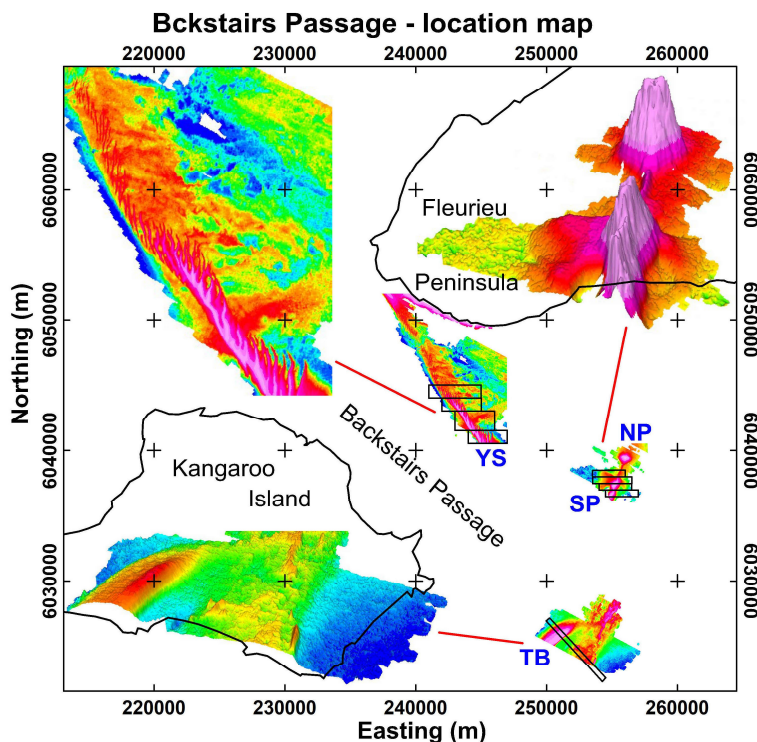 Bckstairs Passage - location map
220000 230000 240000 250000 260000
Northing (m)
6060000
6050000
6040000
6030000
Fleurieu
Peninsula
Backstairs Passage
Kangaroo
Island
YS
NP
SP
TB
6060000
6050000
6040000
6030000
220000 230000 240000 250000 260000
Easting (m)